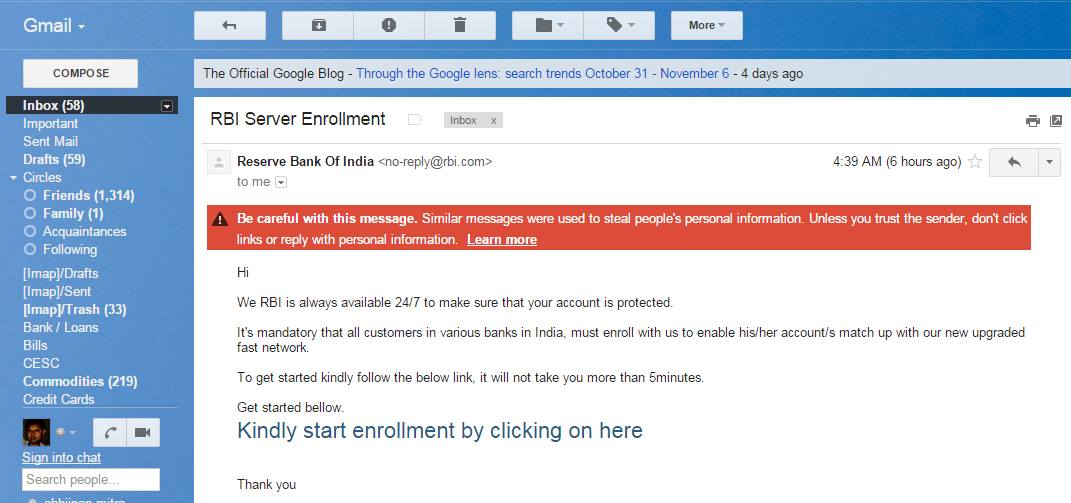 Gmail
More
COMPOSE
The Official Google Blog - Through the Google lens: search trends October 31 - November 6 - 4 days ago
Inbox (58)
Important
Sent Mail
Drafts (59)
Circles
Friends (1,314)
Family (1)
Acquaintances
Following
[Imap]/Drafts
[Imap]/Sent
[Imap]/Trash (33)
Bank / Loans
Bills
CESC
Commodities (219)
Credit Cards
Sign into chat
Search people...
abhijnan mitra
RBI Server Enrollment
Inbox x
Reserve Bank Of India <no-reply@rbi.com>
4:39 AM (6 hours ago)
to me
Be careful with this message. Similar messages were used to steal people's personal information. Unless you trust the sender, don't click
links or reply with personal information. Learn more
Hi
We RBI is always available 24/7 to make sure that your account is protected.
It's mandatory that all customers in various banks in India, must enroll with us to enable his/her account/s match up with our new upgraded
fast network.
To get started kindly follow the below link, it will not take you more than 5minutes.
Get started bellow.
Kindly start enrollment by clicking on here
Thank you